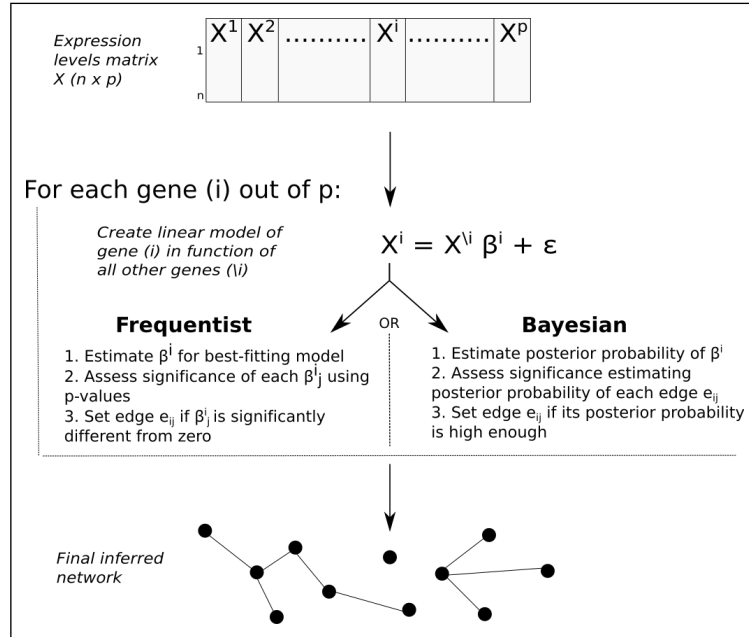 Expression
levels matrix
X (n x p)
1
n
X¹ X² .......... Xⁱ .......... Xᵖ
For each gene (i) out of p:
Create linear model of
gene (i) in function of
all other genes (\i)
Xⁱ = X^{\i} βⁱ + ε
OR
Frequentist
1. Estimate βⁱ for best-fitting model
2. Assess significance of each βⁱⱼ using
p-values
3. Set edge eᵢⱼ if βⁱⱼ is significantly
different from zero
Bayesian
1. Estimate posterior probability of βⁱ
2. Assess significance estimating
posterior probability of each edge eᵢⱼ
3. Set edge eᵢⱼ if its posterior probability
is high enough
Final inferred
network